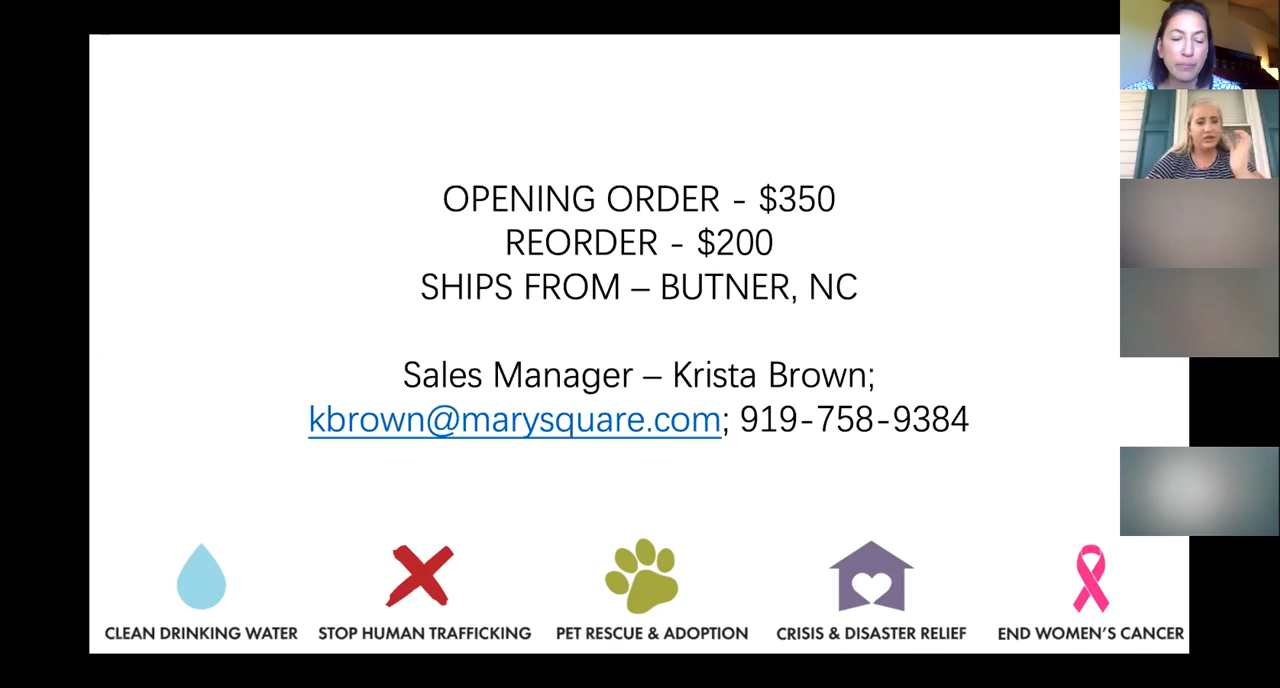 OPENING ORDER - $350
REORDER - $200
SHIPS FROM – BUTNER, NC
Sales Manager – Krista Brown;
kbrown@marysquare.com; 919-758-9384
CLEAN DRINKING WATER
STOP HUMAN TRAFFICKING
PET RESCUE & ADOPTION
CRISIS & DISASTER RELIEF
END WOMEN'S CANCER